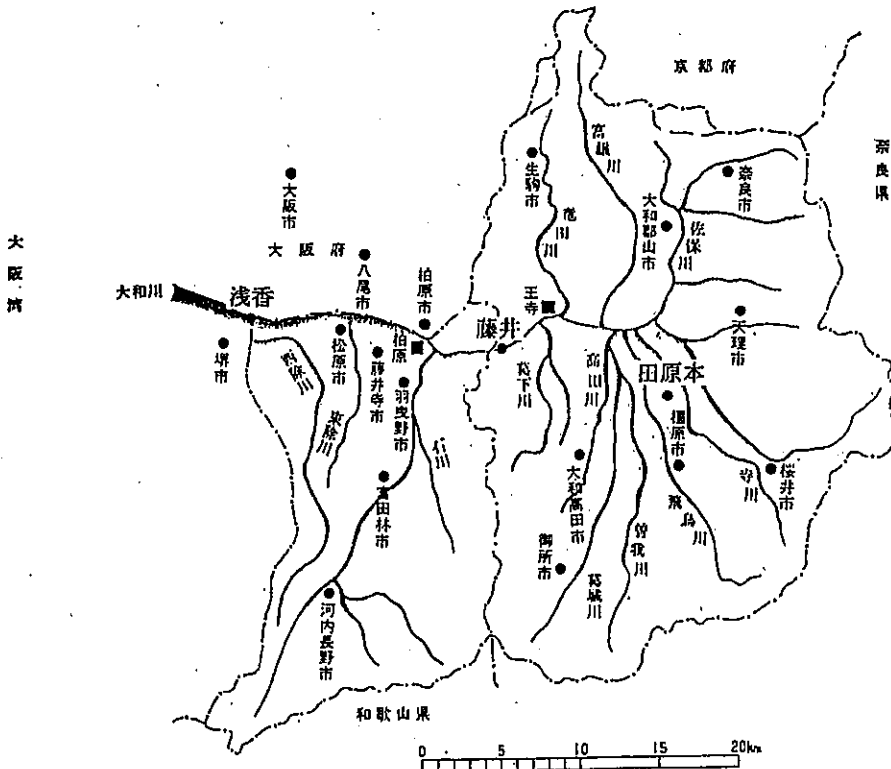 京都府
奈良県
富雄川
生駒市
奈良市
竜田川
大和郡山市
佐保川
大阪市
大阪府
大阪湾
八尾市
柏原市
王寺
大和川
浅香
藤井
天理市
堺市
西除川
松原市
東除川
藤井寺市
柏原
羽曳野市
石川
葛下川
高田川
田原本
橿原市
寺川
桜井市
富田林市
大和高田市
飛鳥川
曽我川
御所市
葛城川
河内長野市
和歌山県
0 5 10 15 20km